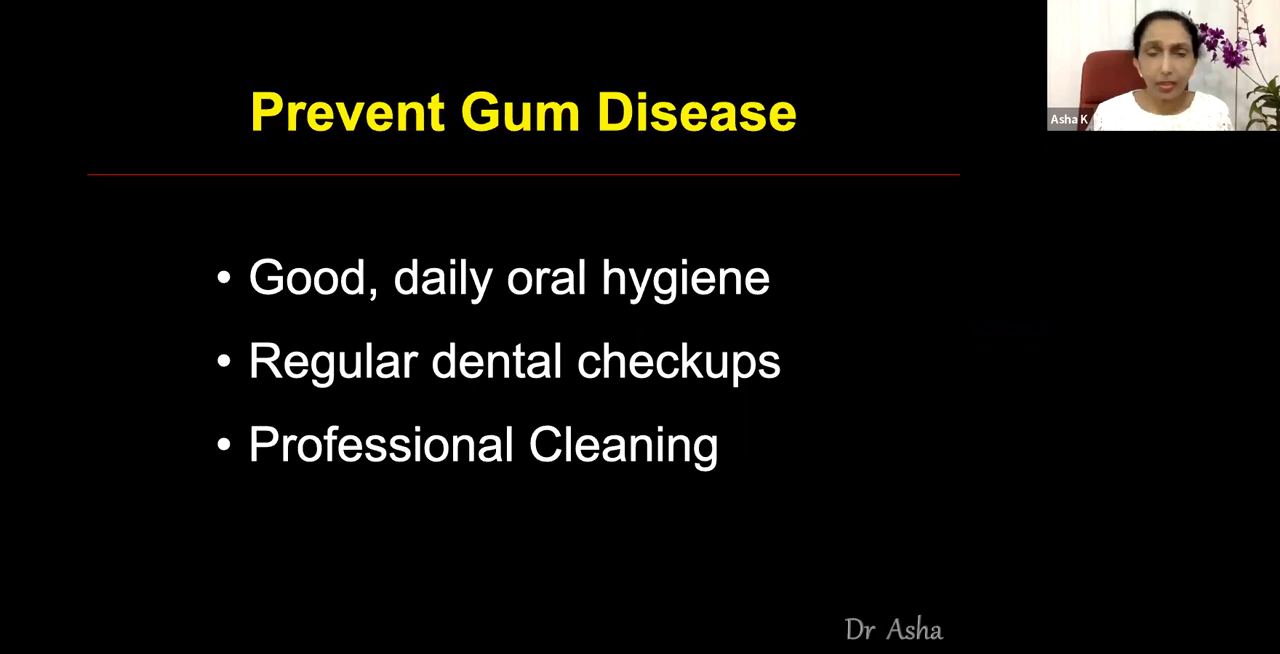 Prevent Gum Disease
Asha K
• Good, daily oral hygiene
• Regular dental checkups
• Professional Cleaning
Dr Asha